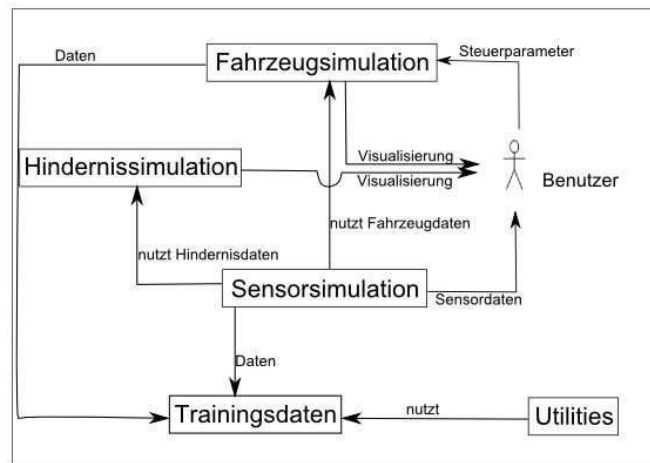 Daten
Fahrzeugsimulation
Steuerparameter
Hindernissimulation
Visualisierung
Visualisierung
Benutzer
nutzt Fahrzeugdaten
nutzt Hindernisdaten
Sensorsimulation
Sensordaten
Daten
Trainingsdaten
nutzt
Utilities